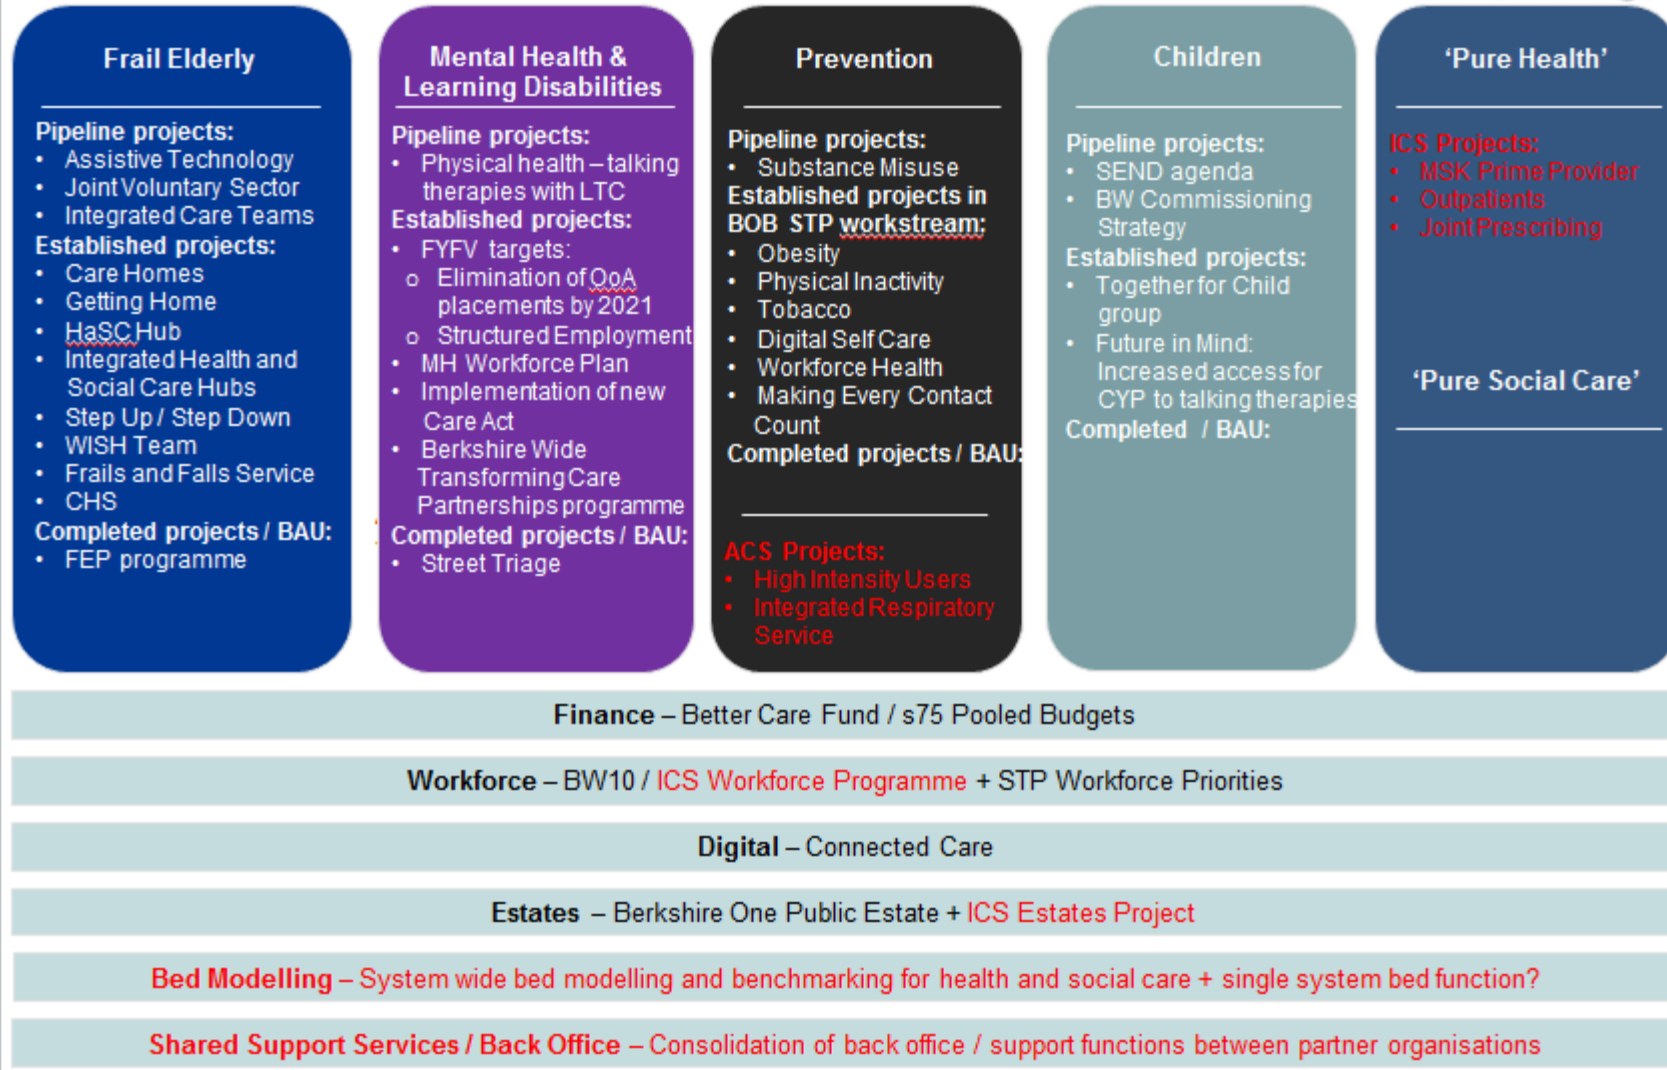 Frail Elderly
Pipeline projects:
• Assistive Technology
• Joint Voluntary Sector
• Integrated Care Teams
Established projects:
• Care Homes
• Getting Home
• HaSC Hub
• Integrated Health and
Social Care Hubs
• Step Up / Step Down
• WISH Team
• Frails and Falls Service
• CHS
Completed projects / BAU:
• FEP programme
Mental Health &
Learning Disabilities
Pipeline projects:
• Physical health – talking
therapies with LTC
Established projects:
• FYFV targets:
o Elimination of OoA
placements by 2021
o Structured Employment
• MH Workforce Plan
• Implementation of new
Care Act
• Berkshire Wide
Transforming Care
Partnerships programme
Completed projects / BAU:
• Street Triage
Prevention
Pipeline projects:
• Substance Misuse
Established projects in
BOB STP workstream:
• Obesity
• Physical Inactivity
• Tobacco
• Digital Self Care
• Workforce Health
• Making Every Contact
Count
Completed projects / BAU:
ACS Projects:
• High Intensity Users
• Integrated Respiratory
Service
Children
Pipeline projects:
• SEND agenda
• BW Commissioning
Strategy
Established projects:
• Together for Child
group
• Future in Mind:
Increased access for
CYP to talking therapies
Completed / BAU:
‘Pure Health’
ICS Projects:
• MSK Prime Provider
• Outpatients
• Joint Prescribing
‘Pure Social Care’
Finance – Better Care Fund / s75 Pooled Budgets
Workforce – BW10 / ICS Workforce Programme + STP Workforce Priorities
Digital – Connected Care
Estates – Berkshire One Public Estate + ICS Estates Project
Bed Modelling – System wide bed modelling and benchmarking for health and social care + single system bed function?
Shared Support Services / Back Office – Consolidation of back office / support functions between partner organisations